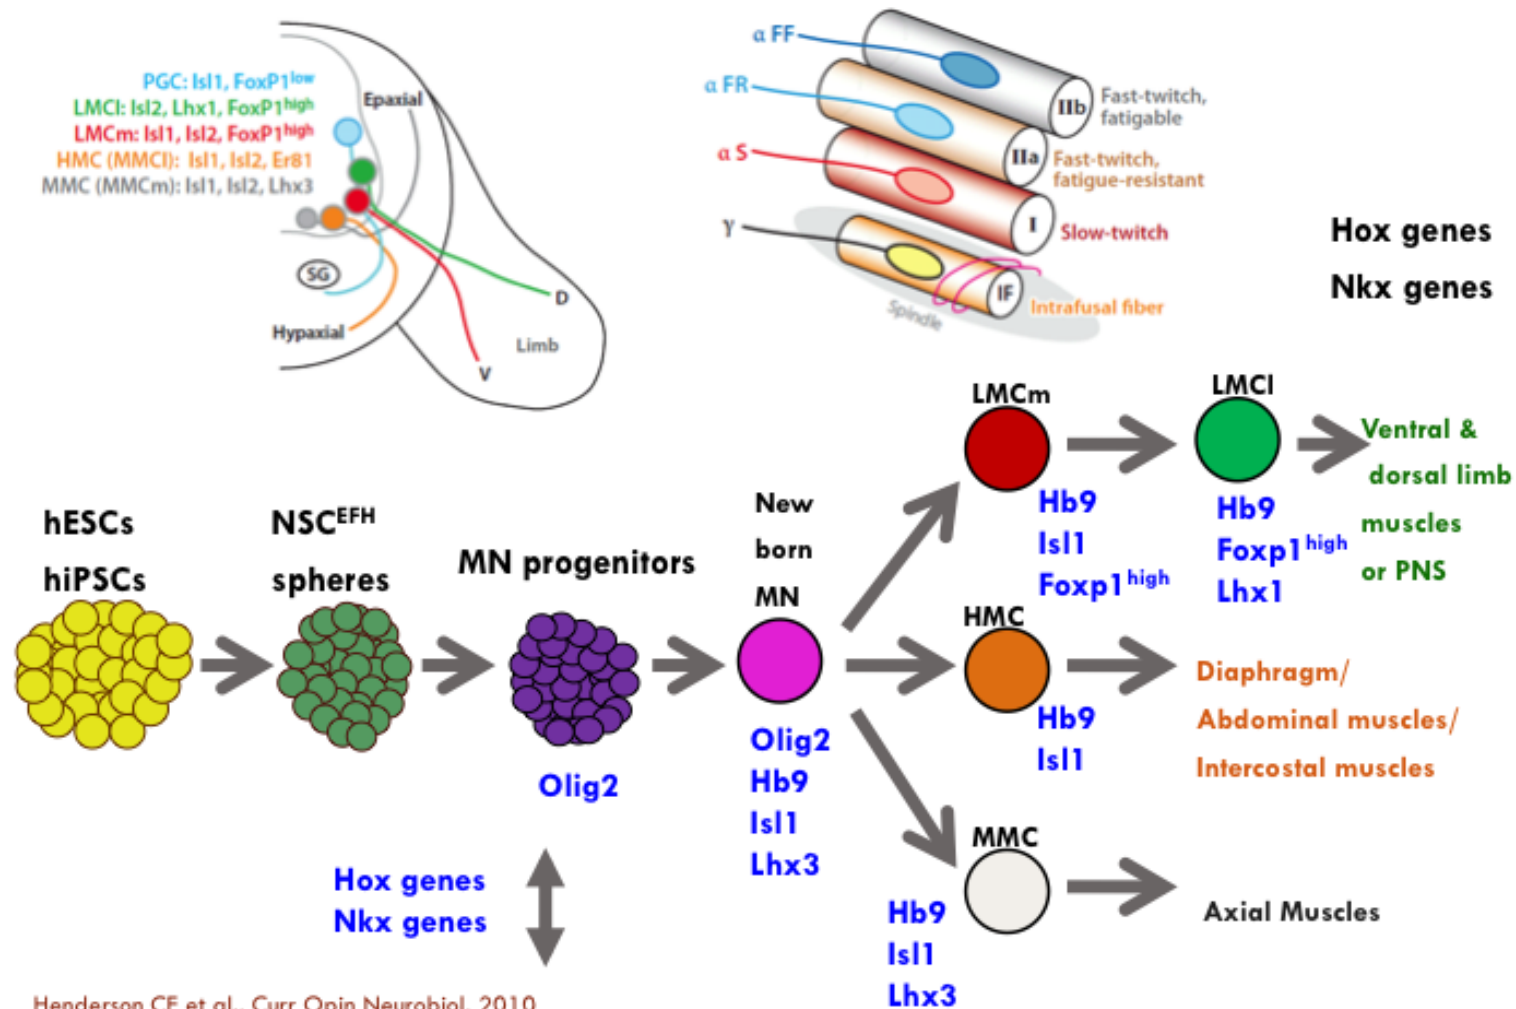 PGC: Isl1, FoxP1low
LMCl: Isl2, Lhx1, FoxP1high
LMCm: Isl1, Isl2, FoxP1high
HMC (MMCl): Isl1, Isl2, Er81
MMC (MMCm): Isl1, Isl2, Lhx3
Epaxial
SG
Hypaxial
D
Limb
V
α FF
α FR
α S
γ
IIb
IIa
I
IF
Fast-twitch,
fatigable
Fast-twitch,
fatigue-resistant
Slow-twitch
Intrafusal fiber
Spindle
Hox genes
Nkx genes
hESCs
hiPSCs
NSCEFH
spheres
MN progenitors
Olig2
Hox genes
Nkx genes
New
born
MN
Olig2
Hb9
Isl1
Lhx3
LMCm
Hb9
Isl1
Foxp1high
LMCl
Hb9
Foxp1high
Lhx1
Ventral &
dorsal limb
muscles
or PNS
HMC
Hb9
Isl1
Diaphragm/
Abdominal muscles/
Intercostal muscles
MMC
Hb9
Isl1
Lhx3
Axial Muscles
Henderson CE et al., Curr Opin Neurobiol, 2010